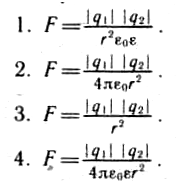 1. F = |q₁| |q₂| / r²ε₀ε .
2. F = |q₁| |q₂| / 4πε₀r² .
3. F = |q₁| |q₂| / r² .
4. F = |q₁| |q₂| / 4πε₀εr² .